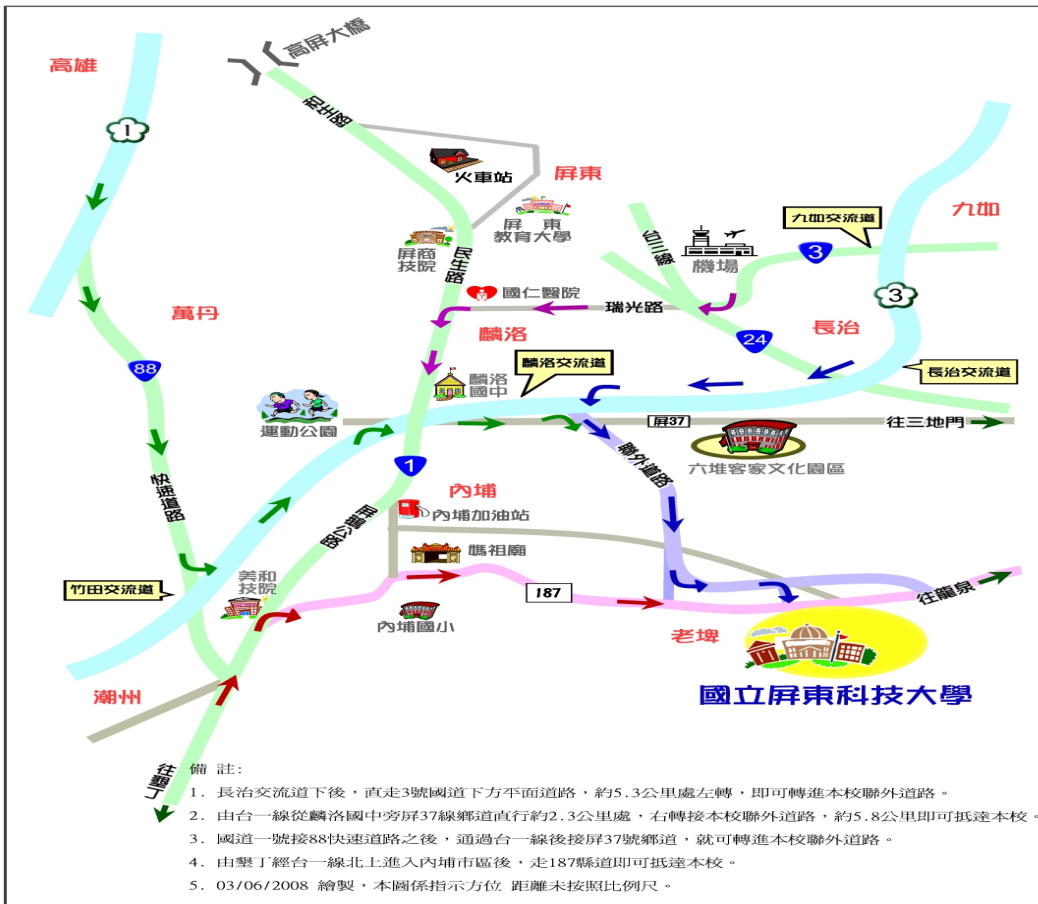 高屏大橋
高雄
1
和生路
火車站
屏東
屏東
教育大學
九如交流道
九如
台三線
機場
3
屏商
技院
民生路
國仁醫院
3
瑞光路
萬丹
麟洛
長治
24
88
麟洛
國中
麟洛交流道
長治交流道
運動公園
屏37
往三地門
聯外道路
六堆客家文化園區
1
快速道路
內埔
內埔加油站
屏鵝公路
媽祖廟
美和
技院
竹田交流道
187
往龍泉
內埔國小
老埤
潮州
國立屏東科技大學
往墾丁
備 註:
1. 長治交流道下後,直走3號國道下方平面道路,約5.3公里處左轉,即可轉進本校聯外道路。
2. 由台一線從麟洛國中旁屏37線鄉道直行約2.3公里處,右轉接本校聯外道路,約5.8公里即可抵達本校。
3. 國道一號接88快速道路之後,通過台一線後接屏37號鄉道,就可轉進本校聯外道路。
4. 由墾丁經台一線北上進入內埔市區後,走187縣道即可抵達本校。
5. 03/06/2008 繪製,本圖係指示方位 距離未按照比例尺。